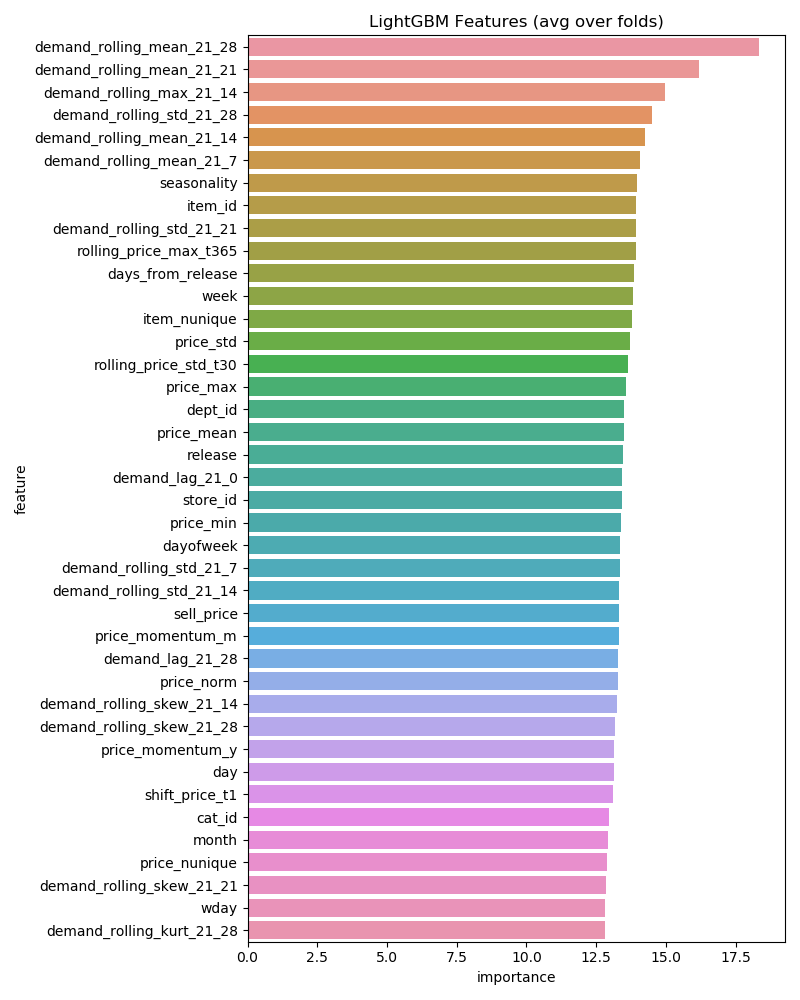 LightGBM Features (avg over folds)
demand_rolling_mean_21_28
demand_rolling_mean_21_21
demand_rolling_max_21_14
demand_rolling_std_21_28
demand_rolling_mean_21_14
demand_rolling_mean_21_7
seasonality
item_id
demand_rolling_std_21_21
rolling_price_max_t365
days_from_release
week
item_nunique
price_std
rolling_price_std_t30
price_max
dept_id
price_mean
release
demand_lag_21_0
store_id
price_min
dayofweek
demand_rolling_std_21_7
demand_rolling_std_21_14
sell_price
price_momentum_m
demand_lag_21_28
price_norm
demand_rolling_skew_21_14
demand_rolling_skew_21_28
price_momentum_y
day
shift_price_t1
cat_id
month
price_nunique
demand_rolling_skew_21_21
wday
demand_rolling_kurt_21_28
feature
0.0 2.5 5.0 7.5 10.0 12.5 15.0 17.5
importance